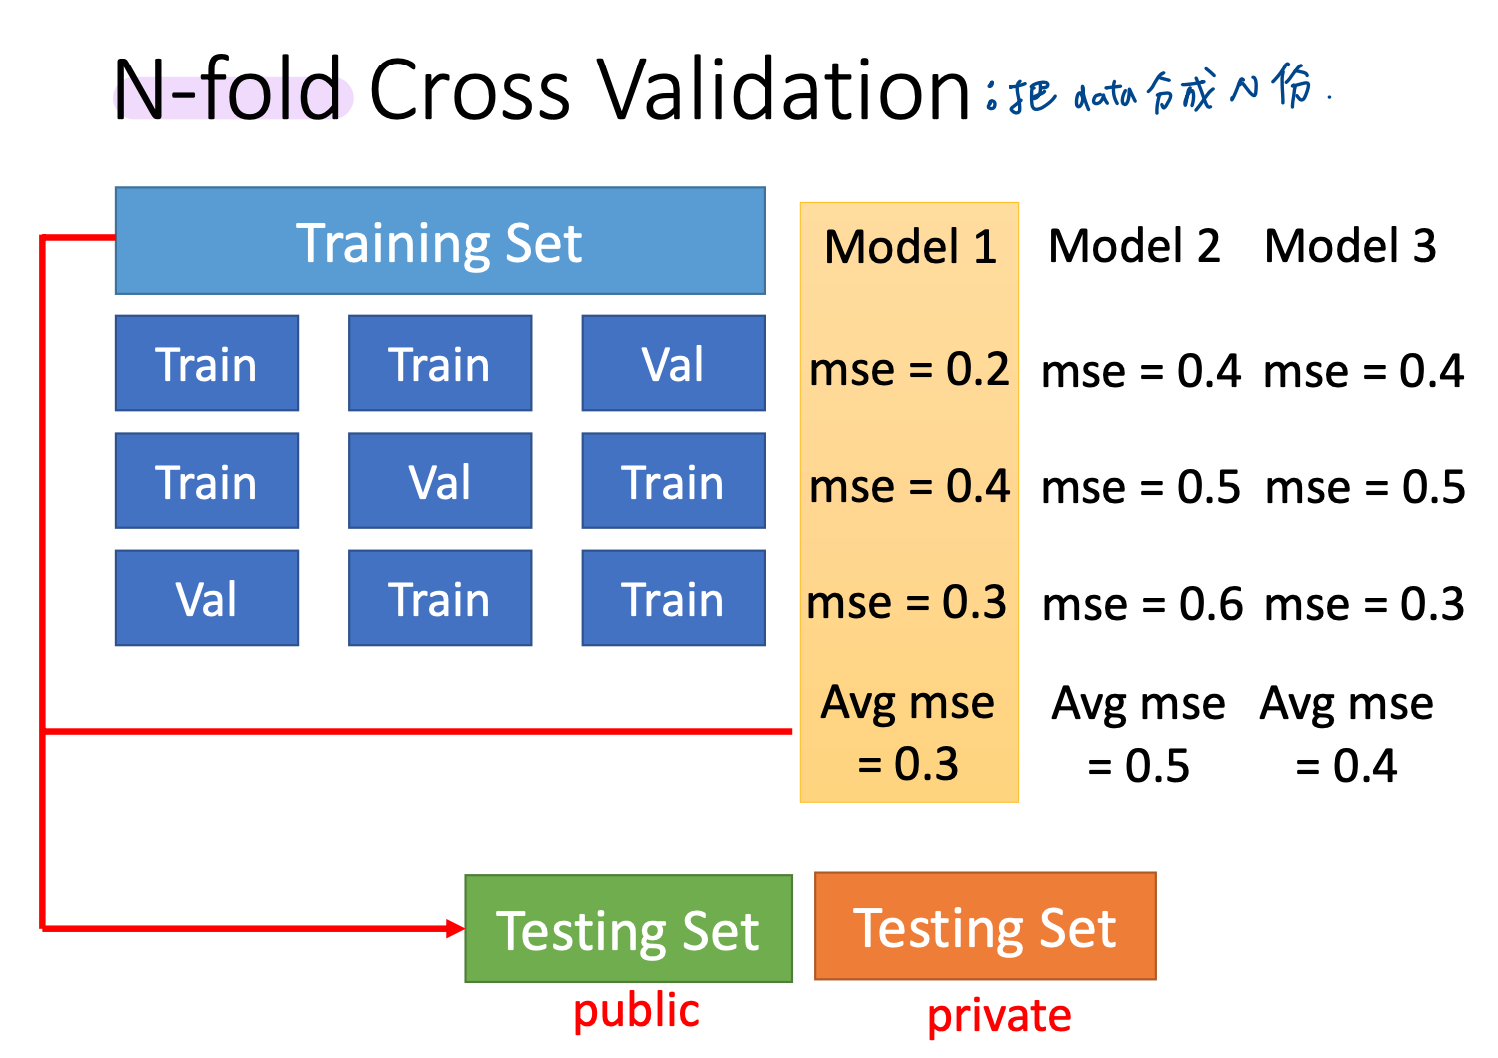 N-fold Cross Validation:把 data 合成 N 份.
Training Set
Model 1 Model 2 Model 3
Train Train Val mse = 0.2 mse = 0.4 mse = 0.4
Train Val Train mse = 0.4 mse = 0.5 mse = 0.5
Val Train Train mse = 0.3 mse = 0.6 mse = 0.3
Avg mse Avg mse Avg mse
= 0.3 = 0.5 = 0.4
Testing Set Testing Set
public private